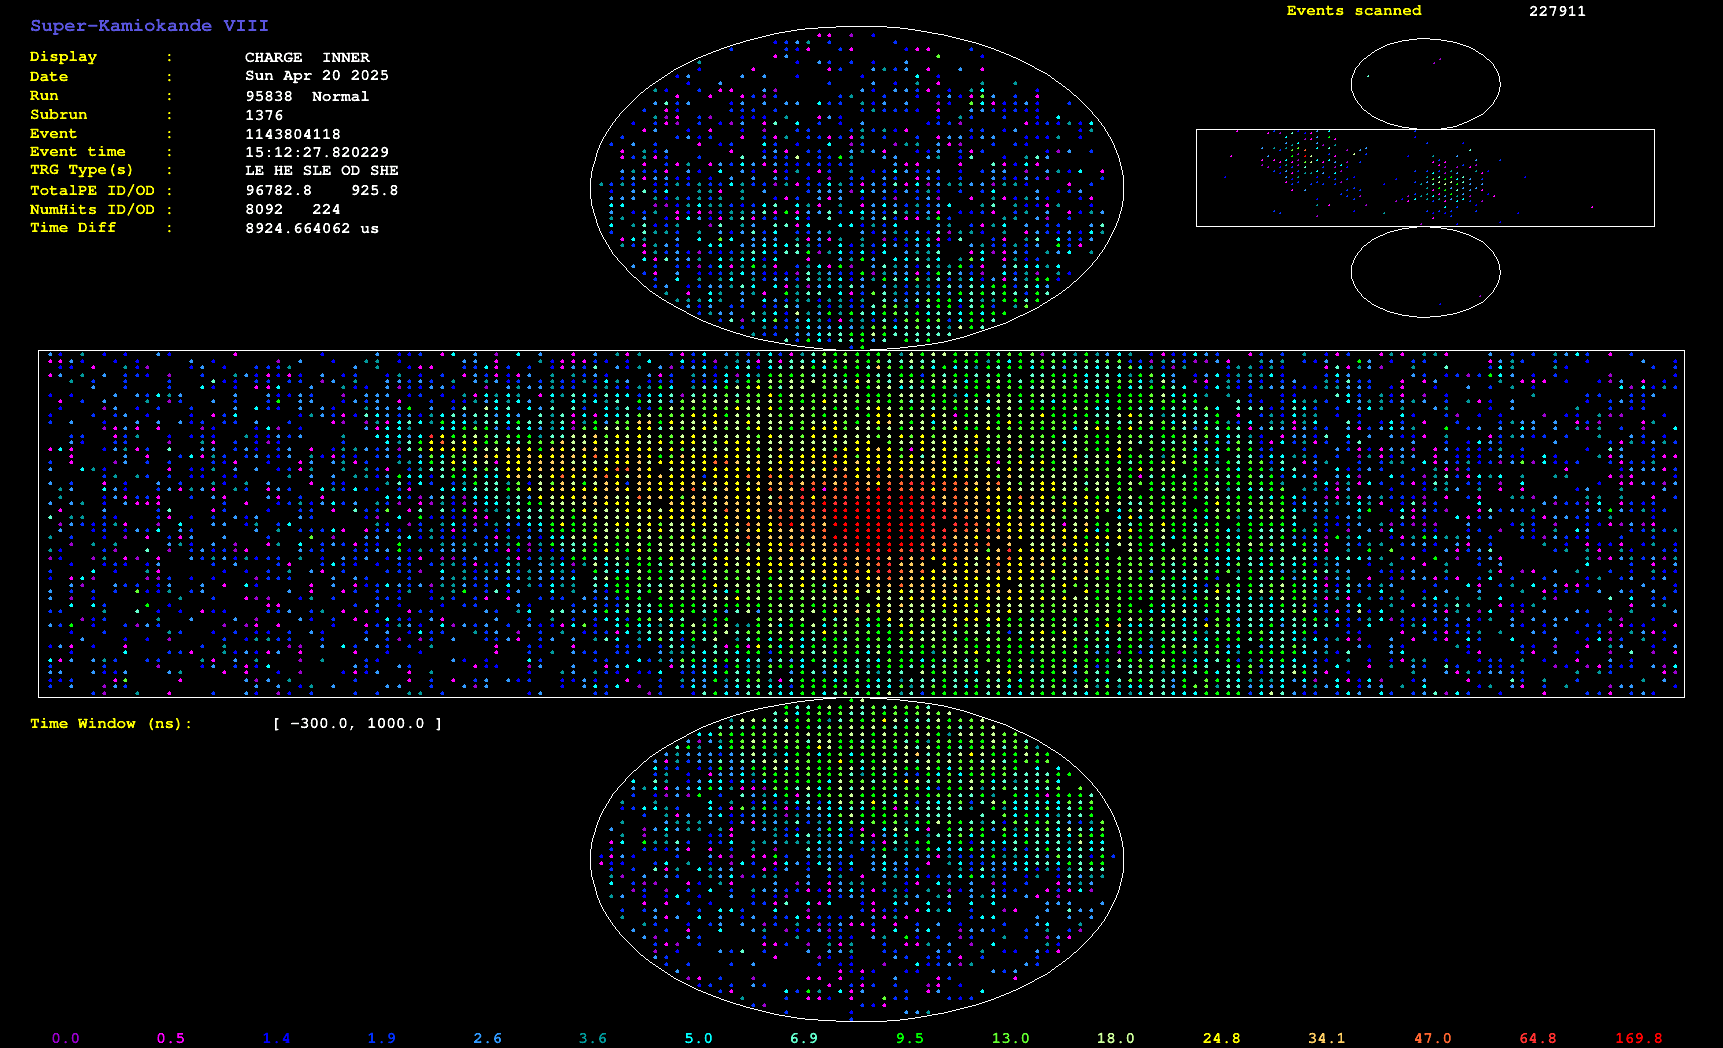 Super-Kamiokande VIII
Events scanned 227911
Display : CHARGE INNER
Date : Sun Apr 20 2025
Run : 95838 Normal
Subrun : 1376
Event : 1143804118
Event time : 15:12:27.820229
TRG Type(s) : LE HE SLE OD SHE
TotalPE ID/OD : 96782.8 925.8
NumHits ID/OD : 8092 224
Time Diff : 8924.664062 us
Time Window (ns): [ -300.0, 1000.0 ]
0.0 0.5 1.4 1.9 2.6 3.6 5.0 6.9 9.5 13.0 18.0 24.8 34.1 47.0 64.8 169.8